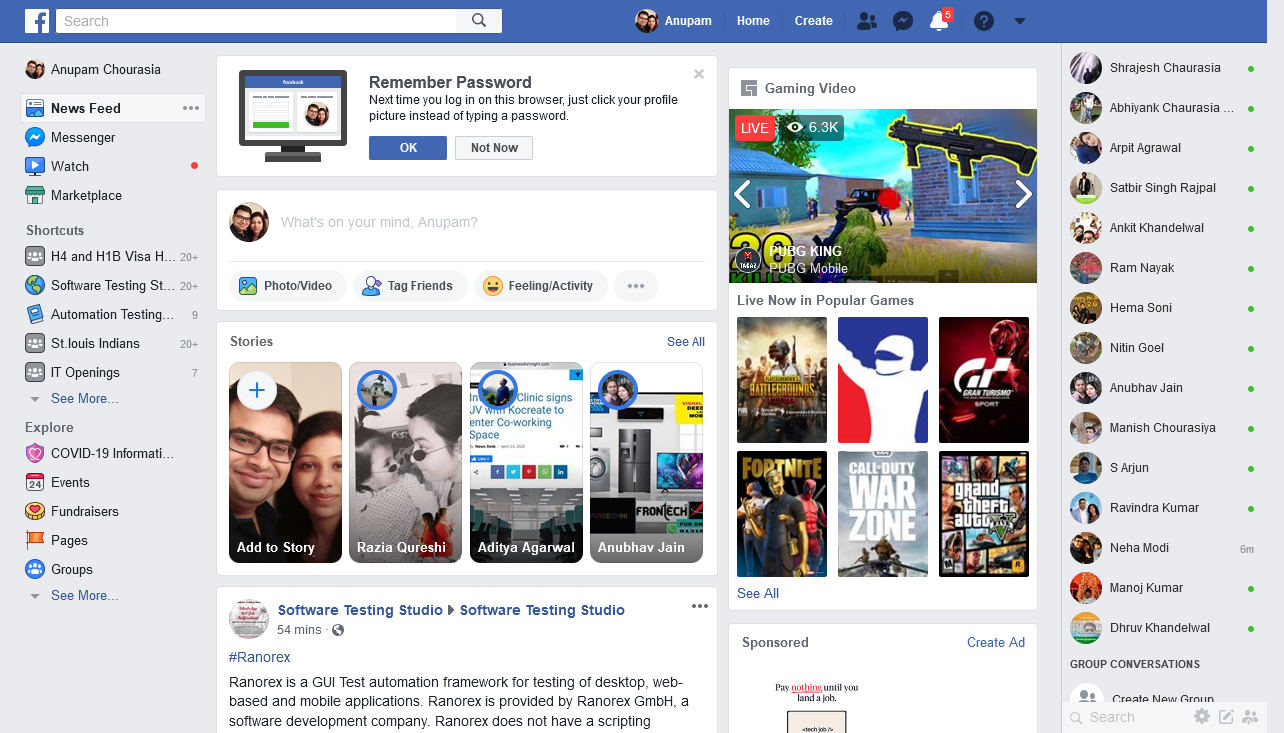 Search
Anupam
Home
Create
5
Anupam Chourasia
News Feed
Messenger
Watch
Marketplace
Shortcuts
H4 and H1B Visa H... 20+
Software Testing St... 20+
Automation Testing... 9
St.louis Indians 20+
IT Openings 7
See More...
Explore
COVID-19 Informati...
24 Events
Fundraisers
Pages
Groups
See More...
facebook
Remember Password
Next time you log in on this browser, just click your profile
picture instead of typing a password.
OK
Not Now
What's on your mind, Anupam?
Photo/Video
Tag Friends
Feeling/Activity
Stories
See All
Add to Story
Razia Qureshi
Clinic signs
UV with Kocreate to
enter Co-working
Space
Aditya Agarwal
FRONTECH
Anubhav Jain
Software Testing Studio Software Testing Studio
54 mins ·
#Ranorex
Ranorex is a GUI Test automation framework for testing of desktop, web-
based and mobile applications. Ranorex is provided by Ranorex GmbH, a
software development company. Ranorex does not have a scripting
Gaming Video
LIVE
6.3K
KILLS
PUBG KING
PUBG Mobile
Live Now in Popular Games
BATTLEGROUNDS
GRAN TURISMO
SPORT
FORTNITE
CALL OF DUTY
WAR
ZONE
grand
theft
auto V
See All
Sponsored
Create Ad
Pay nothing until you
land a job.
<tech job />
Shrajesh Chaurasia
Abhiyank Chaurasia ...
Arpit Agrawal
Satbir Singh Rajpal
Ankit Khandelwal
Ram Nayak
Hema Soni
Nitin Goel
Anubhav Jain
Manish Chourasiya
S Arjun
Ravindra Kumar
Neha Modi 6m
Manoj Kumar
Dhruv Khandelwal
GROUP CONVERSATIONS
Create New Group
Search